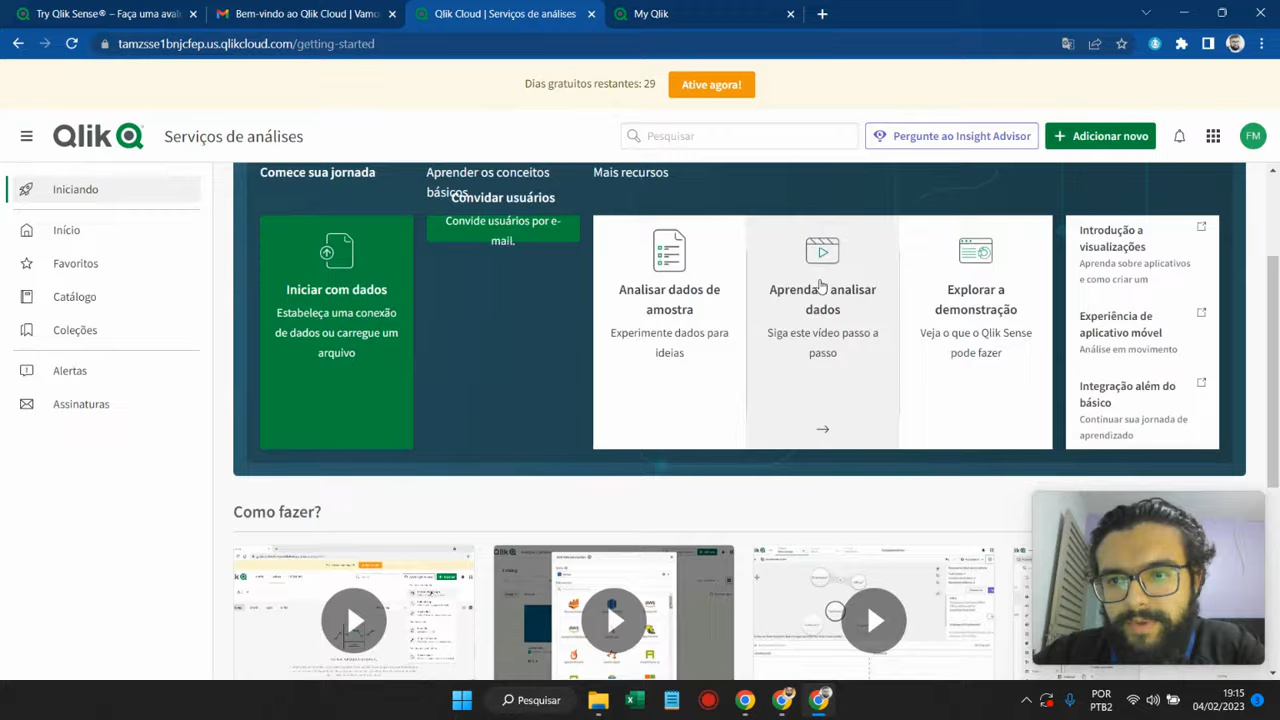 Try Qlik Sense® – Faça uma avali
Bem-vindo ao Qlik Cloud | Vamo
Qlik Cloud | Serviços de análises
My Qlik
tamzsse1bnjcfep.us.qlikcloud.com/getting-started
Dias gratuitos restantes: 29
Ative agora!
Qlik
Serviços de análises
Pesquisar
Pergunte ao Insight Advisor
Adicionar novo
FM
Iniciando
Início
Favoritos
Catálogo
Coleções
Alertas
Assinaturas
Comece sua jornada
Aprender os conceitos
básicos
Mais recursos
Convidar usuários
Convide usuários por e-
mail.
Iniciar com dados
Estabeleça uma conexão
de dados ou carregue um
arquivo
Analisar dados de
amostra
Experimente dados para
ideias
Aprenda a analisar
dados
Siga este vídeo passo a
passo
Explorar a
demonstração
Veja o que o Qlik Sense
pode fazer
Introdução a
visualizações
Aprenda sobre aplicativos
e como criar um
Experiência de
aplicativo móvel
Análise em movimento
Integração além do
básico
Continuar sua jornada de
aprendizado
Como fazer?
Pesquisar
POR
PTB2
19:15
04/02/2023